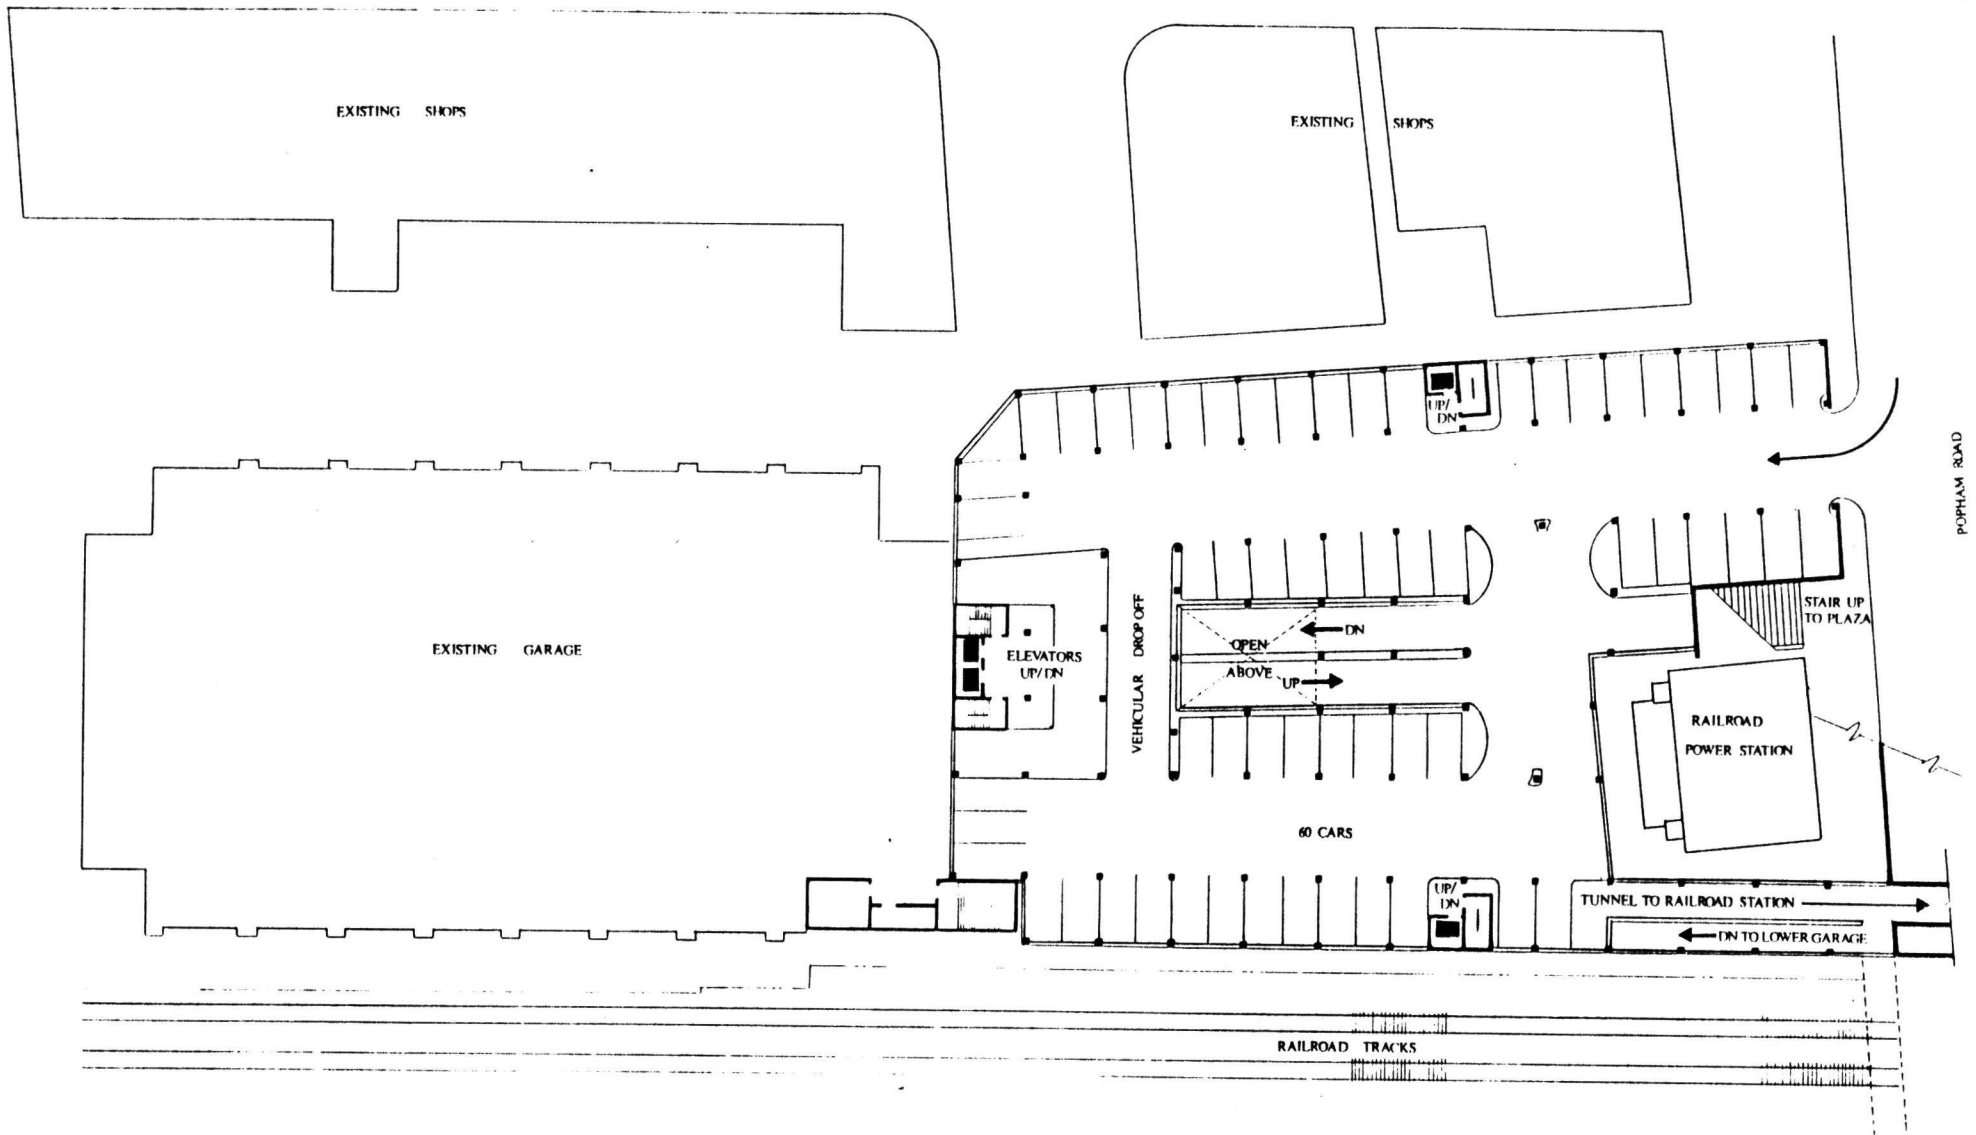 EXISTING SHOPS
EXISTING SHOPS
UP/
DN
POPHAM ROAD
EXISTING GARAGE
ELEVATORS
UP/DN
VEHICULAR DROP OFF
DN
OPEN
ABOVE
UP
STAIR UP
TO PLAZA
RAILROAD
POWER STATION
60 CARS
UP/
DN
TUNNEL TO RAILROAD STATION
DN TO LOWER GARAGE
RAILROAD TRACKS